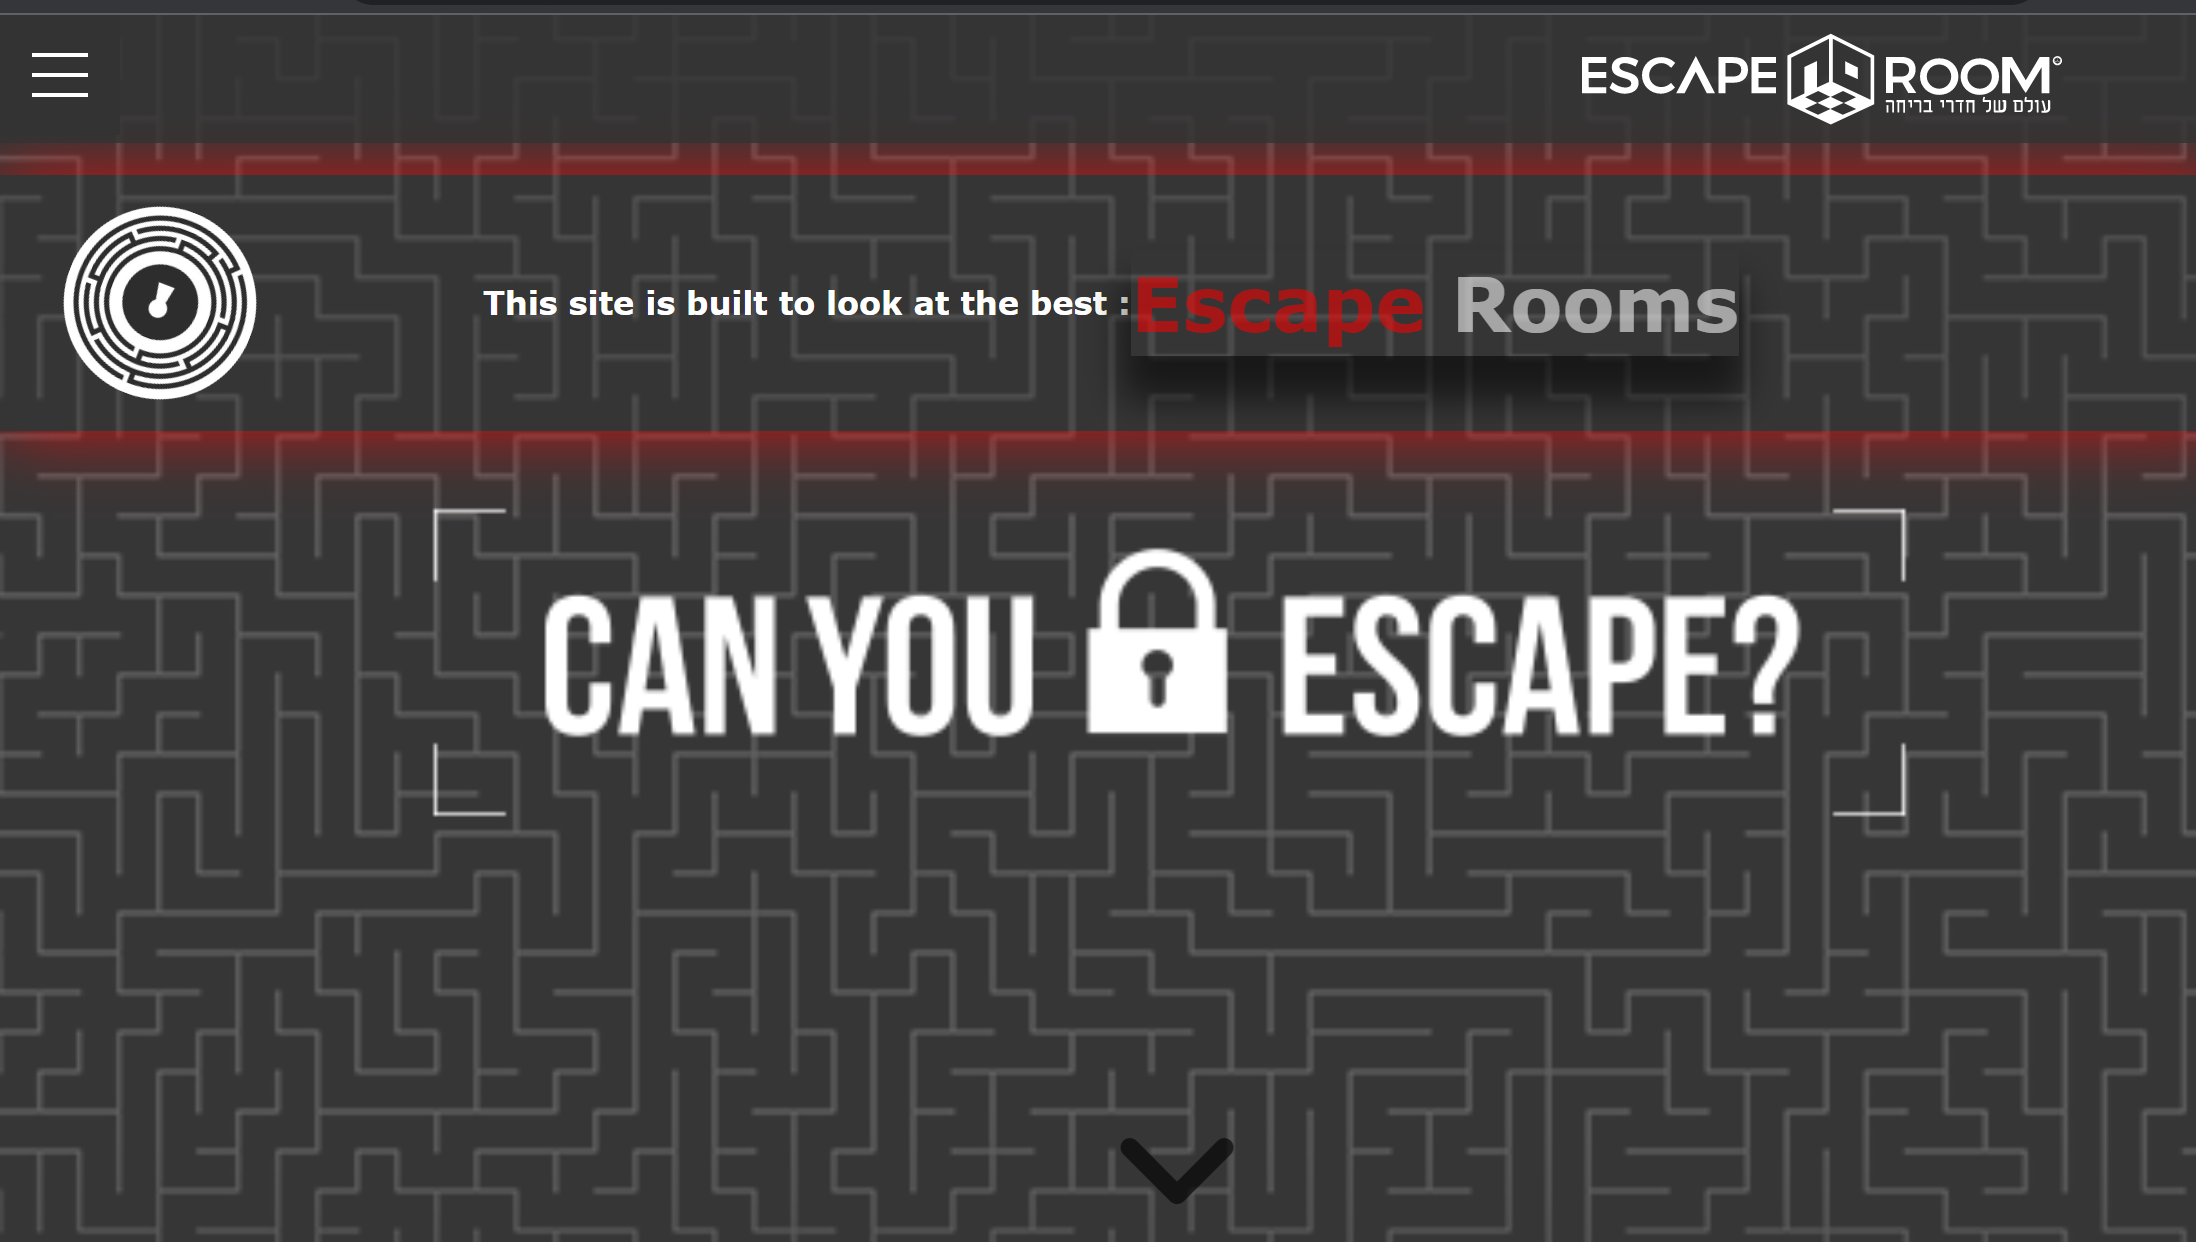 ESCAPE ROOM
עולם של חדרי בריחה
This site is built to look at the best : Escape Rooms
CAN YOU ESCAPE?